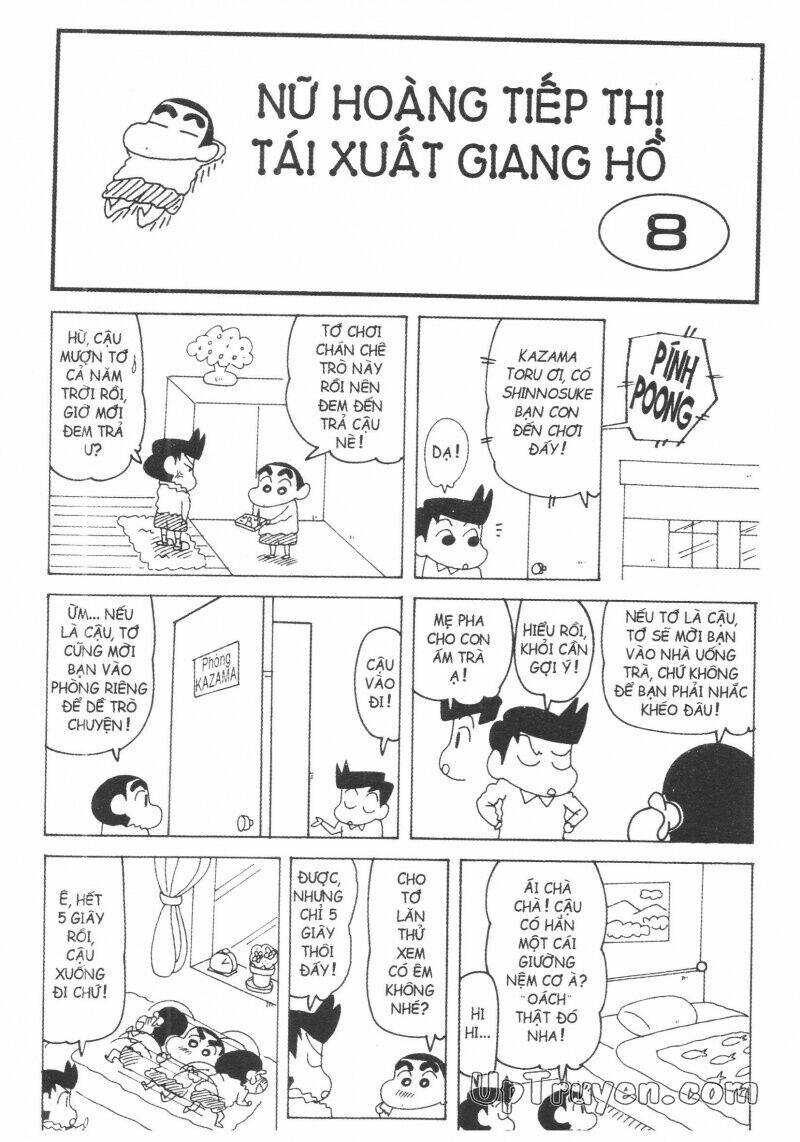 NỮ HOÀNG TIẾP THỊ
TÁI XUẤT GIANG HỒ
8
PÍNH
POONG
KAZAMA
TORU ƠI, CÓ
SHINNOSUKE
BẠN CON
ĐẾN CHƠI
ĐẤY!
DẠ!
TỚ CHƠI
CHÁN CHÊ
TRÒ NÀY
RỒI NÊN
ĐEM ĐẾN
TRẢ CẬU
NÈ!
HỪ, CẬU
MƯỢN TỚ
CẢ NĂM
TRỜI RỒI,
GIỜ MỚI
ĐEM TRẢ
Ư?
NẾU TỚ LÀ CẬU,
TỚ SẼ MỜI BẠN
VÀO NHÀ UỐNG
TRÀ, CHỨ KHÔNG
ĐỂ BẠN PHẢI NHẮC
KHÉO ĐÂU!
HIỂU RỒI,
KHỎI CẦN
GỢI Ý!
MẸ PHA
CHO CON
ẤM TRÀ
Ạ!
CẬU
VÀO
ĐI!
Phòng
KAZAMA
ỪM... NẾU
LÀ CẬU, TỚ
CŨNG MỜI
BẠN VÀO
PHÒNG RIÊNG
ĐỂ DỄ TRÒ
CHUYỆN!
ÁI CHÀ
CHÀ! CẬU
CÓ HẲN
MỘT CÁI
GIƯỜNG
NỆM CƠ À?
"OÁCH"
THẬT ĐÓ
NHA!
HI
HI...
CHO
TỚ
LĂN
THỬ
XEM
CÓ ÊM
KHÔNG
NHÉ?
ĐƯỢC,
NHƯNG
CHỈ 5
GIÂY
THÔI
ĐẤY!
Ê, HẾT
5 GIÂY
RỒI,
CẬU
XUỐNG
ĐI CHỨ!
UpTruyen.com